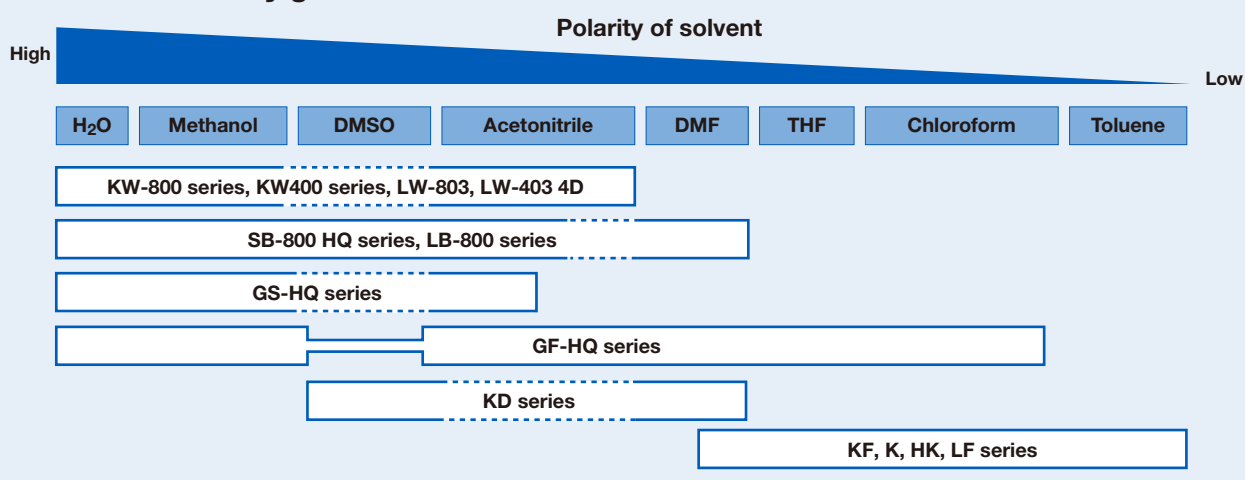 Polarity of solvent
High
Low
H₂O Methanol DMSO Acetonitrile DMF THF Chloroform Toluene
KW-800 series, KW400 series, LW-803, LW-403 4D
SB-800 HQ series, LB-800 series
GS-HQ series
GF-HQ series
KD series
KF, K, HK, LF series